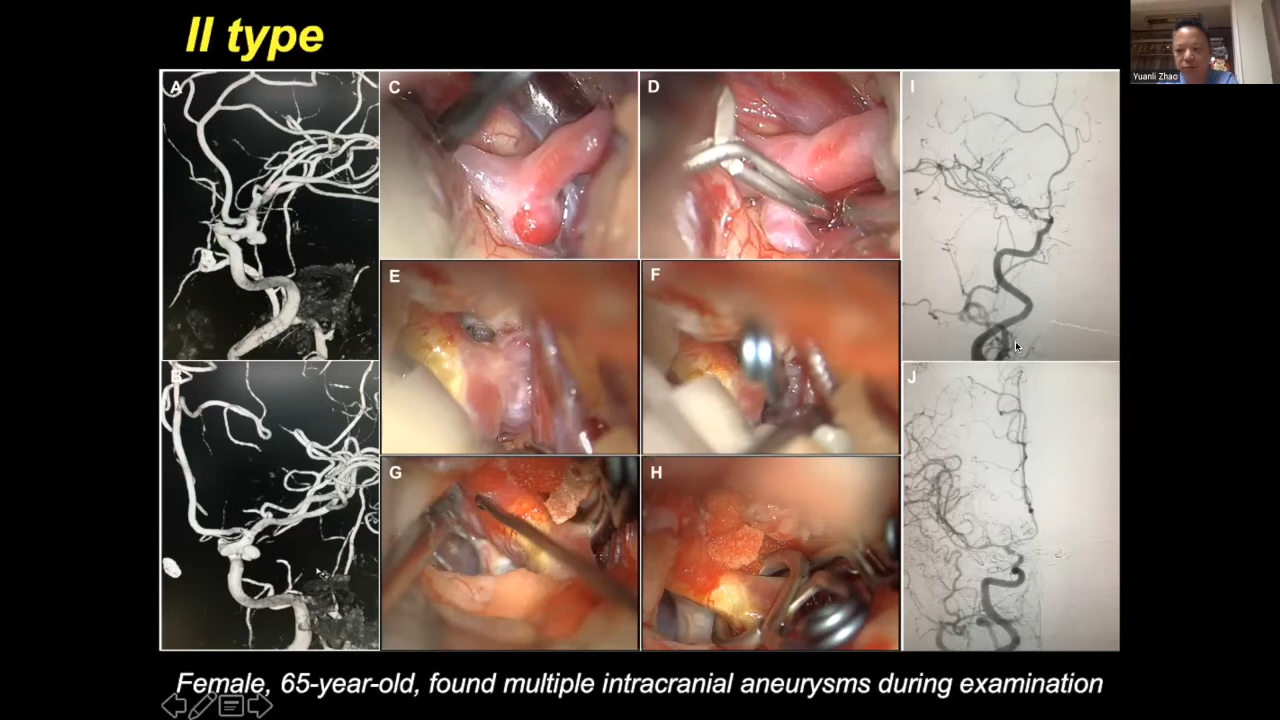 II type
Yuanli Zhao
A
C
D
I
E
F
B
J
G
H
Female, 65-year-old, found multiple intracranial aneurysms during examination